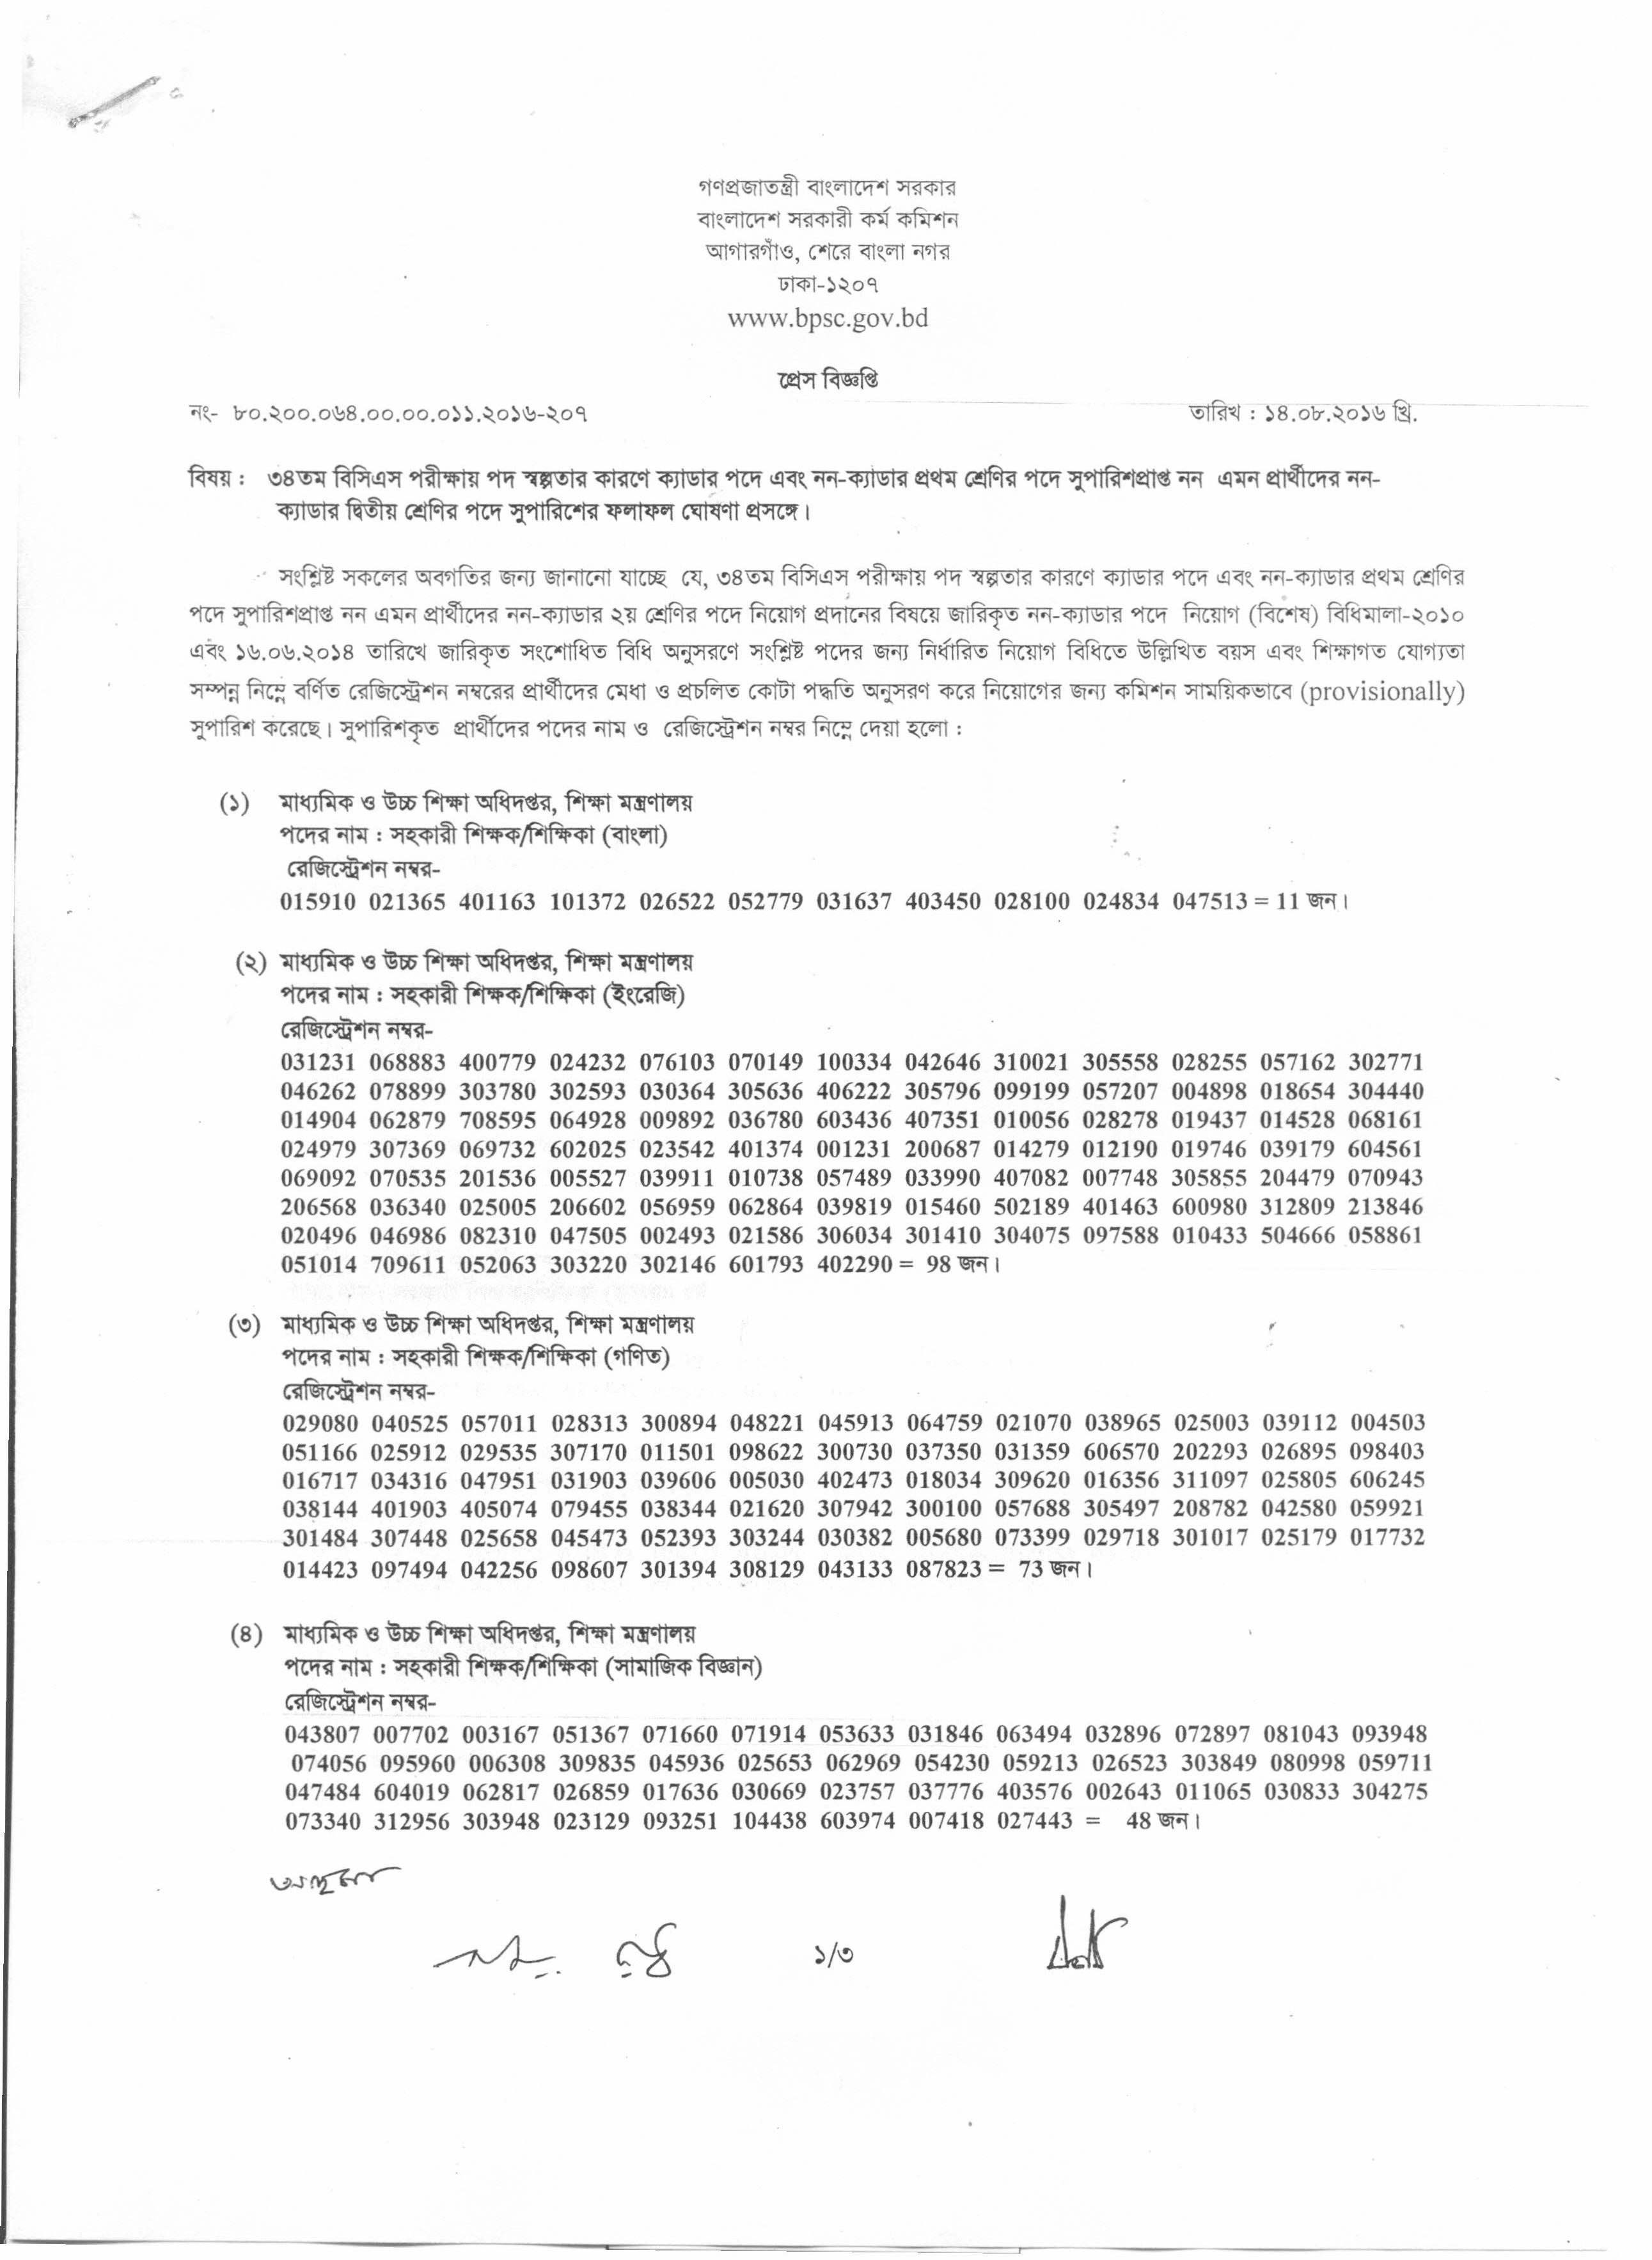 গণপ্রজাতন্ত্রী বাংলাদেশ সরকার
বাংলাদেশ সরকারী কর্ম কমিশন
আগারগাঁও, শেরে বাংলা নগর
ঢাকা-১২০৭
www.bpsc.gov.bd
প্রেস বিজ্ঞপ্তি
নং- ৮০.২০০.০৬৪.০০.০০.০১১.২০১৬-২০৭ তারিখ : ১৪.০৮.২০১৬ খ্রি.
বিষয় : ৩৪তম বিসিএস পরীক্ষায় পদ স্বল্পতার কারণে ক্যাডার পদে এবং নন-ক্যাডার প্রথম শ্রেণির পদে সুপারিশপ্রাপ্ত নন এমন প্রার্থীদের নন-
ক্যাডার দ্বিতীয় শ্রেণির পদে সুপারিশের ফলাফল ঘোষণা প্রসঙ্গে।
সংশ্লিষ্ট সকলের অবগতির জন্য জানানো যাচ্ছে যে, ৩৪তম বিসিএস পরীক্ষায় পদ স্বল্পতার কারণে ক্যাডার পদে এবং নন-ক্যাডার প্রথম শ্রেণির
পদে সুপারিশপ্রাপ্ত নন এমন প্রার্থীদের নন-ক্যাডার ২য় শ্রেণির পদে নিয়োগ প্রদানের বিষয়ে জারিকৃত নন-ক্যাডার পদে নিয়োগ (বিশেষ) বিধিমালা-২০১০
এবং ১৬.০৬.২০১৪ তারিখে জারিকৃত সংশোধিত বিধি অনুসরণে সংশ্লিষ্ট পদের জন্য নির্ধারিত নিয়োগ বিধিতে উল্লিখিত বয়স এবং শিক্ষাগত যোগ্যতা
সম্পন্ন নিম্নে বর্ণিত রেজিস্ট্রেশন নম্বরের প্রার্থীদের মেধা ও প্রচলিত কোটা পদ্ধতি অনুসরণ করে নিয়োগের জন্য কমিশন সাময়িকভাবে (provisionally)
সুপারিশ করেছে। সুপারিশকৃত প্রার্থীদের পদের নাম ও রেজিস্ট্রেশন নম্বর নিম্নে দেয়া হলো :
(১) মাধ্যমিক ও উচ্চ শিক্ষা অধিদপ্তর, শিক্ষা মন্ত্রণালয়
পদের নাম : সহকারী শিক্ষক/শিক্ষিকা (বাংলা)
রেজিস্ট্রেশন নম্বর-
015910 021365 401163 101372 026522 052779 031637 403450 028100 024834 047513 = 11 জন।
(২) মাধ্যমিক ও উচ্চ শিক্ষা অধিদপ্তর, শিক্ষা মন্ত্রণালয়
পদের নাম : সহকারী শিক্ষক/শিক্ষিকা (ইংরেজি)
রেজিস্ট্রেশন নম্বর-
031231 068883 400779 024232 076103 070149 100334 042646 310021 305558 028255 057162 302771
046262 078899 303780 302593 030364 305636 406222 305796 099199 057207 004898 018654 304440
014904 062879 708595 064928 009892 036780 603436 407351 010056 028278 019437 014528 068161
024979 307369 069732 602025 023542 401374 001231 200687 014279 012190 019746 039179 604561
069092 070535 201536 005527 039911 010738 057489 033990 407082 007748 305855 204479 070943
206568 036340 025005 206602 056959 062864 039819 015460 502189 401463 600980 312809 213846
020496 046986 082310 047505 002493 021586 306034 301410 304075 097588 010433 504666 058861
051014 709611 052063 303220 302146 601793 402290 = 98 জন।
(৩) মাধ্যমিক ও উচ্চ শিক্ষা অধিদপ্তর, শিক্ষা মন্ত্রণালয়
পদের নাম : সহকারী শিক্ষক/শিক্ষিকা (গণিত)
রেজিস্ট্রেশন নম্বর-
029080 040525 057011 028313 300894 048221 045913 064759 021070 038965 025003 039112 004503
051166 025912 029535 307170 011501 098622 300730 037350 031359 606570 202293 026895 098403
016717 034316 047951 031903 039606 005030 402473 018034 309620 016356 311097 025805 606245
038144 401903 405074 079455 038344 021620 307942 300100 057688 305497 208782 042580 059921
301484 307448 025658 045473 052393 303244 030382 005680 073399 029718 301017 025179 017732
014423 097494 042256 098607 301394 308129 043133 087823 = 73 জন।
(৪) মাধ্যমিক ও উচ্চ শিক্ষা অধিদপ্তর, শিক্ষা মন্ত্রণালয়
পদের নাম : সহকারী শিক্ষক/শিক্ষিকা (সামাজিক বিজ্ঞান)
রেজিস্ট্রেশন নম্বর-
043807 007702 003167 051367 071660 071914 053633 031846 063494 032896 072897 081043 093948
074056 095960 006308 309835 045936 025653 062969 054230 059213 026523 303849 080998 059711
047484 604019 062817 026859 017636 030669 023757 037776 403576 002643 011065 030833 304275
073340 312956 303948 023129 093251 104438 603974 007418 027443 = 48 জন।
১/৩